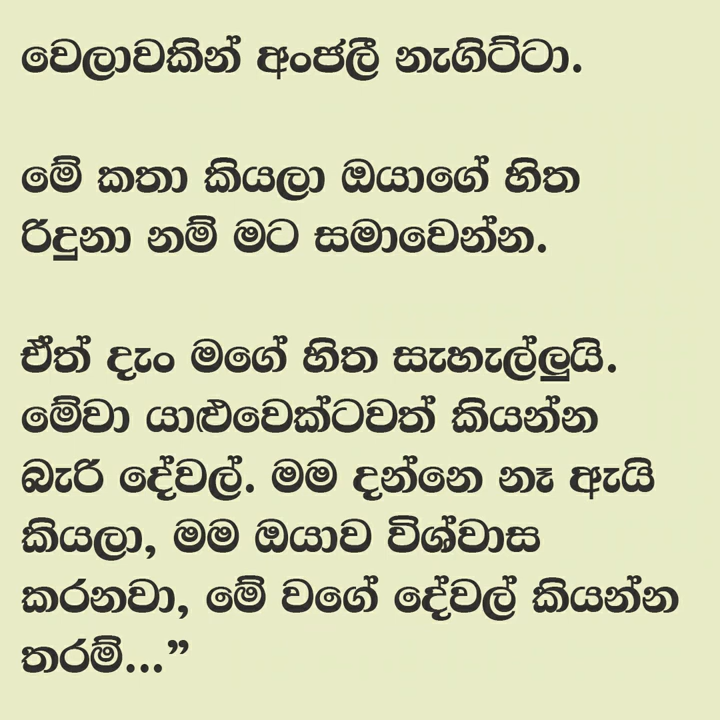 වෙලාවකින් අංජලී නැගිට්ටා.
මේ කතා කියලා ඔයාගේ හිත
රිදුනා නම් මට සමාවෙන්න.
ඒත් දැං මගේ හිත සැහැල්ලුයි.
මේවා යාළුවෙක්ටවත් කියන්න
බැරි දේවල්. මම දන්නෙ නෑ ඇයි
කියලා, මම ඔයාව විශ්වාස
කරනවා, මේ වගේ දේවල් කියන්න
තරම්...”